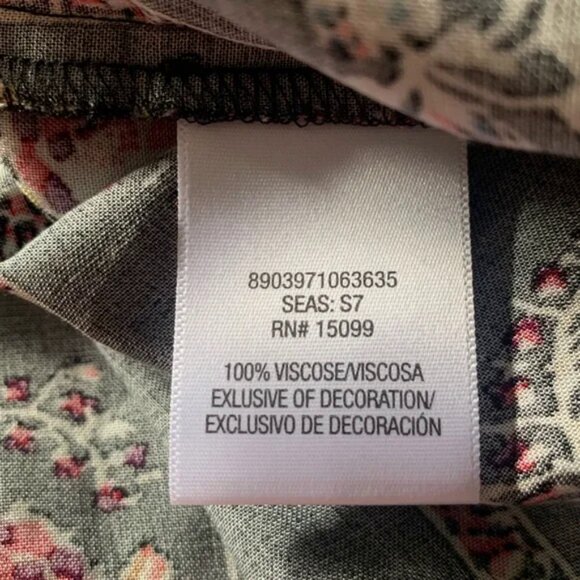 8903971063635
SEAS: S7
RN# 15099
100% VISCOSE/VISCOSA
EXLUSIVE OF DECORATION/
EXCLUSIVO DE DECORACIÓN